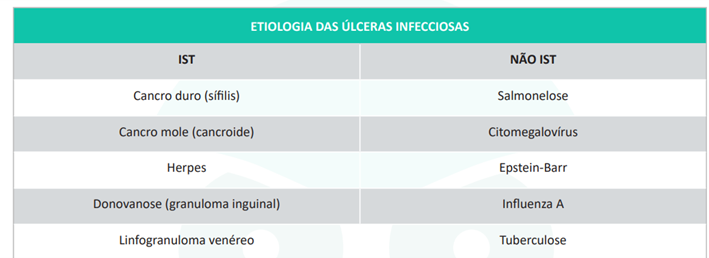 ETIOLOGIA DAS ÚLCERAS INFECCIOSAS
IST NÃO IST
Cancro duro (sífilis) Salmonelose
Cancro mole (cancroide) Citomegalovírus
Herpes Epstein-Barr
Donovanose (granuloma inguinal) Influenza A
Linfogranuloma venéreo Tuberculose